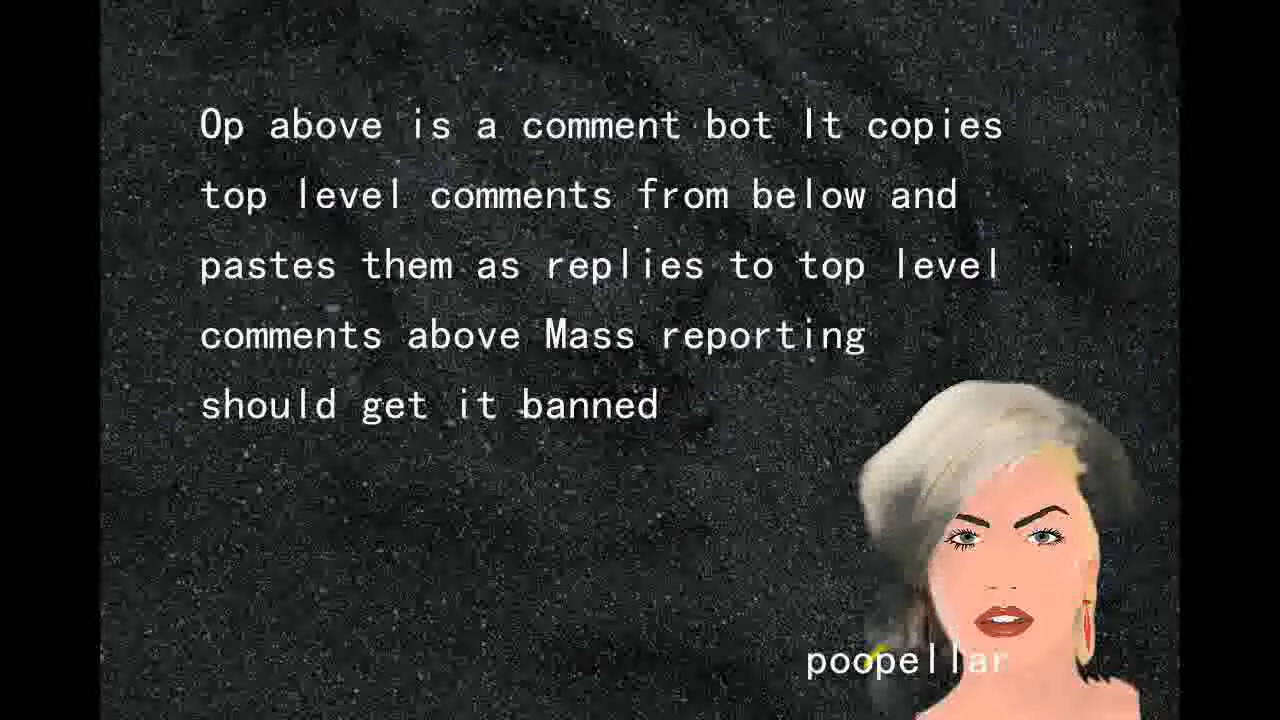 Op above is a comment bot It copies
top level comments from below and
pastes them as replies to top level
comments above Mass reporting
should get it banned
poopellar